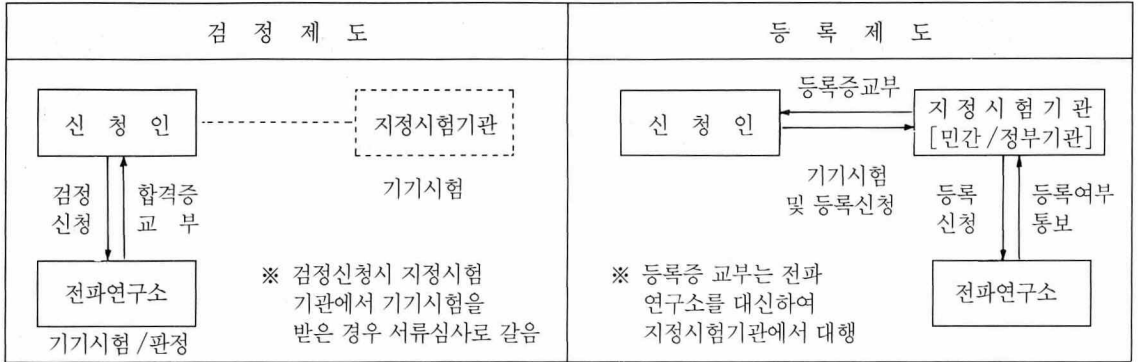 검 정 제 도
신 청 인
지정시험기관
기기시험
검정
신청
합격증
교 부
전파연구소
기기시험/판정
※ 검정신청시 지정시험
기관에서 기기시험을
받은 경우 서류심사로 갈음
등 록 제 도
등록증교부
신 청 인
지 정 시 험 기 관
[민간/정부기관]
기기시험
및 등록신청
등록
신청
등록여부
통보
※ 등록증 교부는 전파
연구소를 대신하여
지정시험기관에서 대행
전파연구소